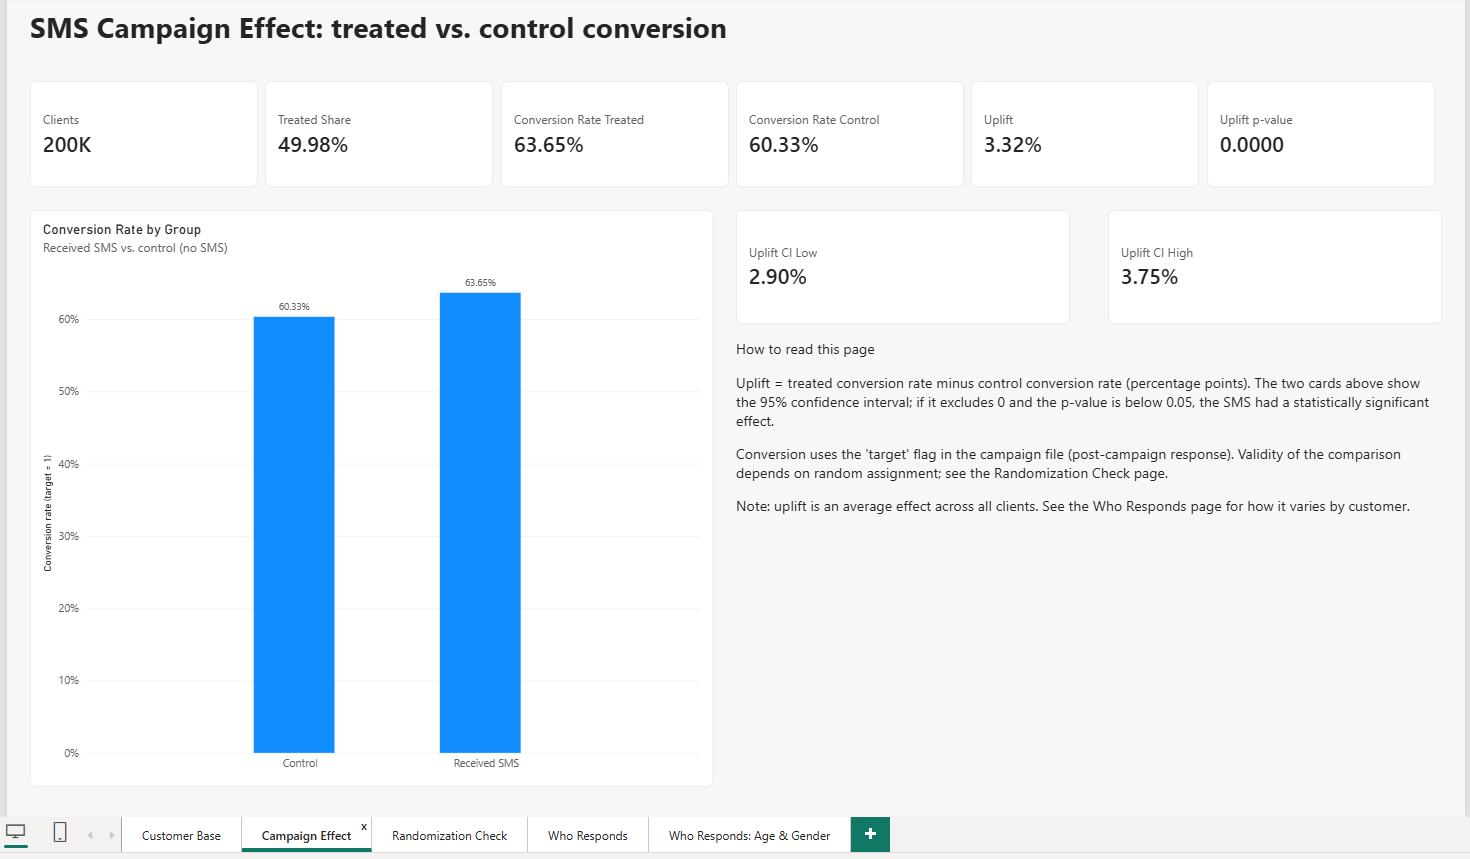 SMS Campaign Effect: treated vs. control conversion
Clients
200K
Treated Share
49.98%
Conversion Rate Treated
63.65%
Conversion Rate Control
60.33%
Uplift
3.32%
Uplift p-value
0.0000
Conversion Rate by Group
Received SMS vs. control (no SMS)
Conversion rate (target = 1)
60%
50%
40%
30%
20%
10%
0%
60.33%
63.65%
Control
Received SMS
Uplift CI Low
2.90%
Uplift CI High
3.75%
How to read this page
Uplift = treated conversion rate minus control conversion rate (percentage points). The two cards above show
the 95% confidence interval; if it excludes 0 and the p-value is below 0.05, the SMS had a statistically significant
effect.
Conversion uses the 'target' flag in the campaign file (post-campaign response). Validity of the comparison
depends on random assignment; see the Randomization Check page.
Note: uplift is an average effect across all clients. See the Who Responds page for how it varies by customer.
Customer Base
Campaign Effect
x
Randomization Check
Who Responds
Who Responds: Age & Gender
+